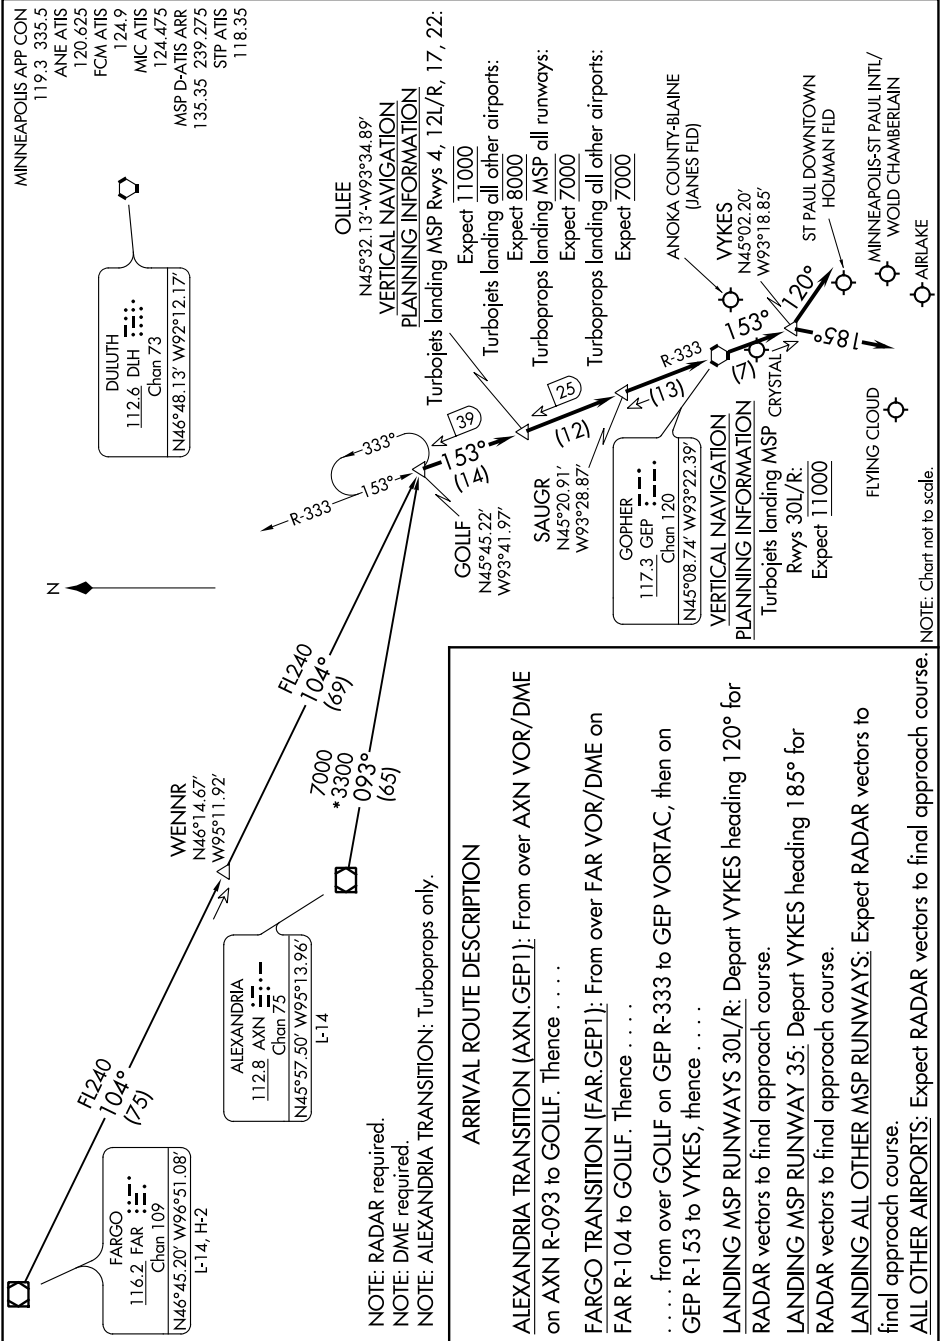 MINNEAPOLIS APP CON
119.3 335.5
ANE ATIS
120.625
FCM ATIS
124.9
MIC ATIS
124.475
MSP D-ATIS ARR
135.35 239.275
STP ATIS
118.35
DULUTH
112.6 DLH
Chan 73
N46°48.13' W92°12.17'
N
FARGO
116.2 FAR
Chan 109
N46°45.20' W96°51.08'
L-14, H-2
FL240
104°
(75)
WENNR
N46°14.67'
W95°11.92'
FL240
104°
(69)
ALEXANDRIA
112.8 AXN
Chan 75
N45°57.50' W95°13.96'
L-14
7000
*3300
093°
(65)
R-333
153°
333°
GOLLF
N45°45.22'
W93°41.97'
39
153°
(14)
OLLEE
N45°32.13'-W93°34.89'
VERTICAL NAVIGATION
PLANNING INFORMATION
Turbojets landing MSP Rwys 4, 12L/R, 17, 22:
Expect 11000
Turbojets landing all other airports:
Expect 8000
Turboprops landing MSP all runways:
Expect 7000
Turboprops landing all other airports:
Expect 7000
25
(12)
SAUGR
N45°20.91'
W93°28.87'
(13)
R-333
GOPHER
117.3 GEP
Chan 120
N45°08.74' W93°22.39'
153°
(7)
ANOKA COUNTY-BLAINE
(JANES FLD)
VYKES
N45°02.20'
W93°18.85'
CRYSTAL
VERTICAL NAVIGATION
PLANNING INFORMATION
Turbojets landing MSP
Rwys 30L/R:
Expect 11000
120°
185°
ST PAUL DOWNTOWN
HOLMAN FLD
MINNEAPOLIS-ST PAUL INTL/
WOLD CHAMBERLAIN
AIRLAKE
FLYING CLOUD
NOTE: Chart not to scale.
NOTE: RADAR required.
NOTE: DME required.
NOTE: ALEXANDRIA TRANSITION: Turboprops only.
ARRIVAL ROUTE DESCRIPTION
ALEXANDRIA TRANSITION (AXN.GEP1): From over AXN VOR/DME
on AXN R-093 to GOLLF. Thence . . . .
FARGO TRANSITION (FAR.GEP1): From over FAR VOR/DME on
FAR R-104 to GOLLF. Thence . . . .
. . . . from over GOLLF on GEP R-333 to GEP VORTAC, then on
GEP R-153 to VYKES, thence . . . .
LANDING MSP RUNWAYS 30L/R: Depart VYKES heading 120° for
RADAR vectors to final approach course.
LANDING MSP RUNWAY 35: Depart VYKES heading 185° for
RADAR vectors to final approach course.
LANDING ALL OTHER MSP RUNWAYS: Expect RADAR vectors to
final approach course.
ALL OTHER AIRPORTS: Expect RADAR vectors to final approach course.